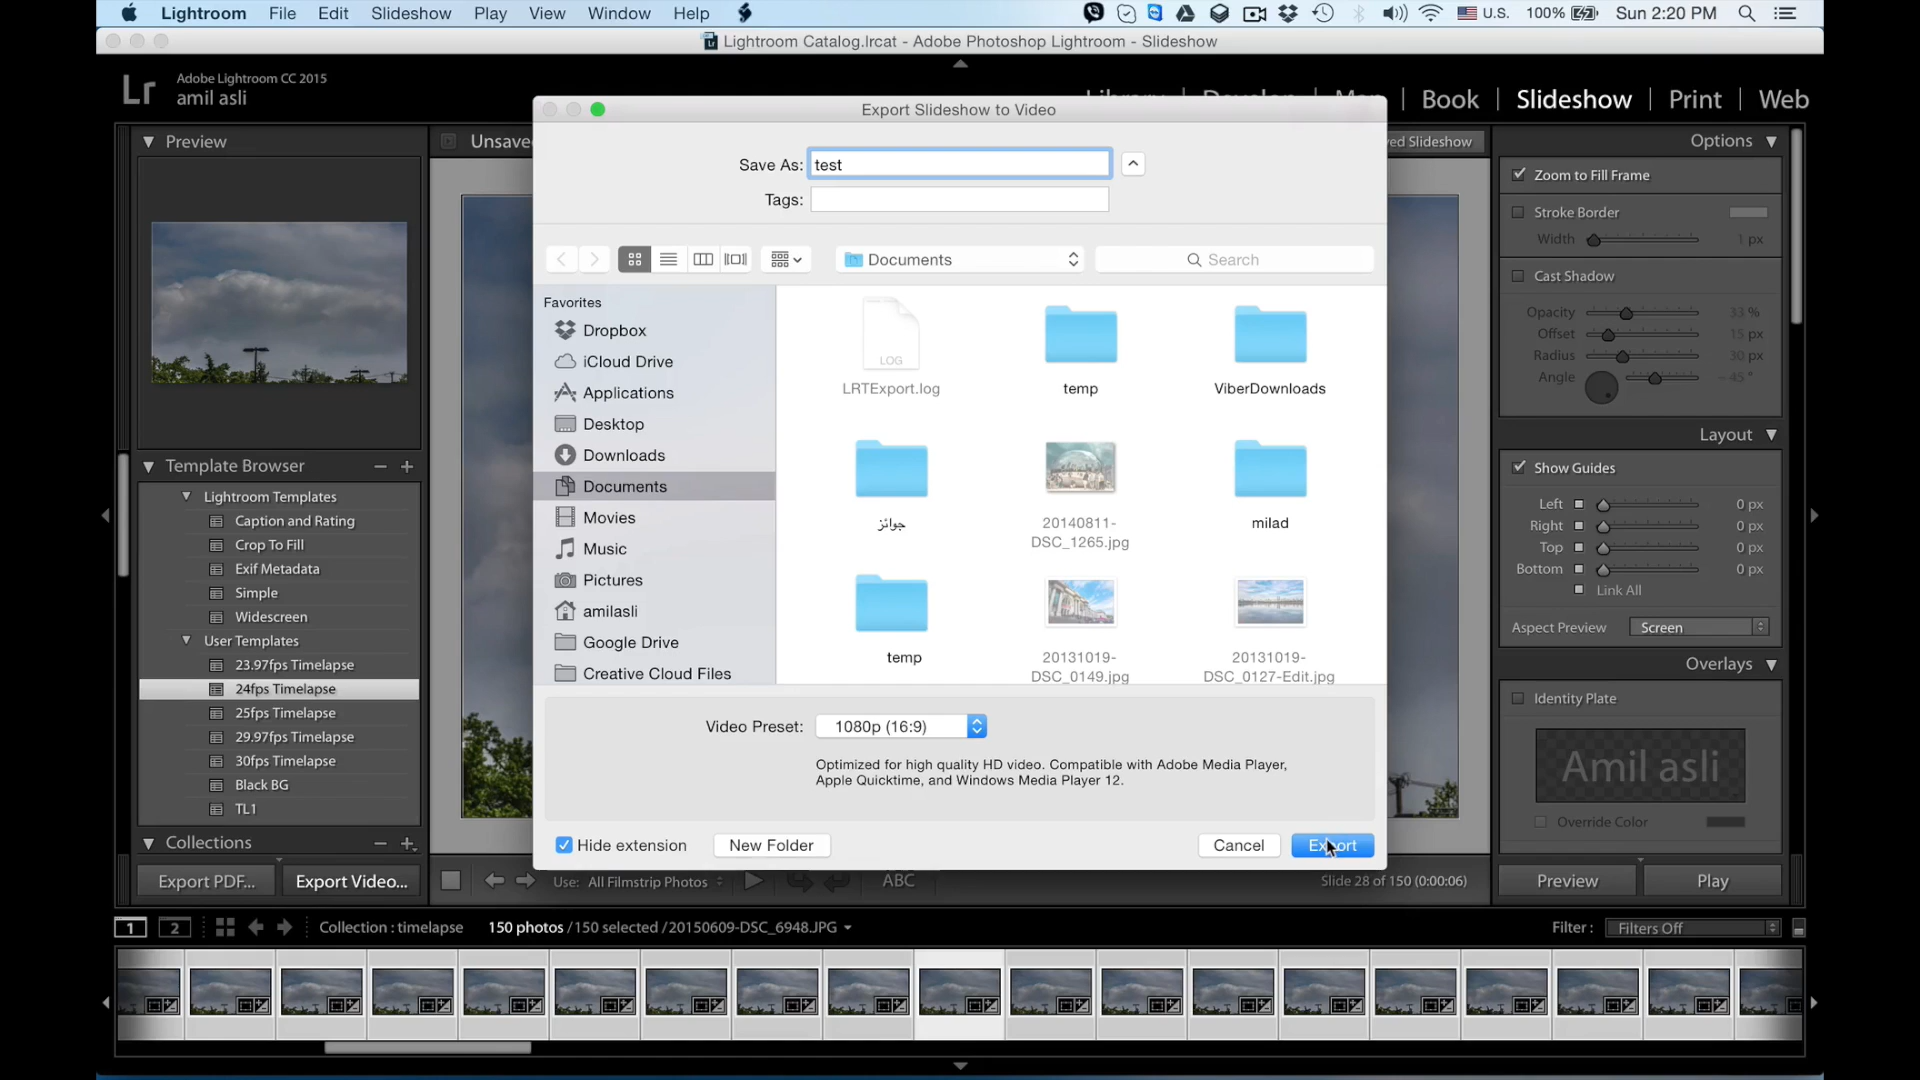 Lightroom File Edit Slideshow Play View Window Help
U.S. 100% Sun 2:20 PM
Lightroom Catalog.lrcat - Adobe Photoshop Lightroom - Slideshow
Lr Adobe Lightroom CC 2015
amil asli
Book | Slideshow | Print | Web
Export Slideshow to Video
Save As: test
Tags:
Documents
Search
Favorites
Dropbox
iCloud Drive
Applications
Desktop
Downloads
Documents
Movies
Music
Pictures
amilasli
Google Drive
Creative Cloud Files
LOG
LRTExport.log
temp
ViberDownloads
جوائز
20140811-
DSC_1265.jpg
milad
temp
20131019-
DSC_0149.jpg
20131019-
DSC_0127-Edit.jpg
Video Preset: 1080p (16:9)
Optimized for high quality HD video. Compatible with Adobe Media Player,
Apple Quicktime, and Windows Media Player 12.
Hide extension
New Folder
Cancel
Export
Preview
Template Browser
Lightroom Templates
Caption and Rating
Crop To Fill
Exif Metadata
Simple
Widescreen
User Templates
23.97fps Timelapse
24fps Timelapse
25fps Timelapse
29.97fps Timelapse
30fps Timelapse
Black BG
TL1
Collections
Export PDF...
Export Video...
Use: All Filmstrip Photos
ABC
Slide 28 of 150 (0:00:06)
Slideshow
Options
Zoom to Fill Frame
Stroke Border
Width 1 px
Cast Shadow
Opacity 33 %
Offset 15 px
Radius 30 px
Angle - 45 °
Layout
Show Guides
Left 0 px
Right 0 px
Top 0 px
Bottom 0 px
Link All
Aspect Preview Screen
Overlays
Identity Plate
Amil asli
Override Color
Preview
Play
1 2
Collection : timelapse
150 photos / 150 selected / 20150609-DSC_6948.JPG
Filter : Filters Off